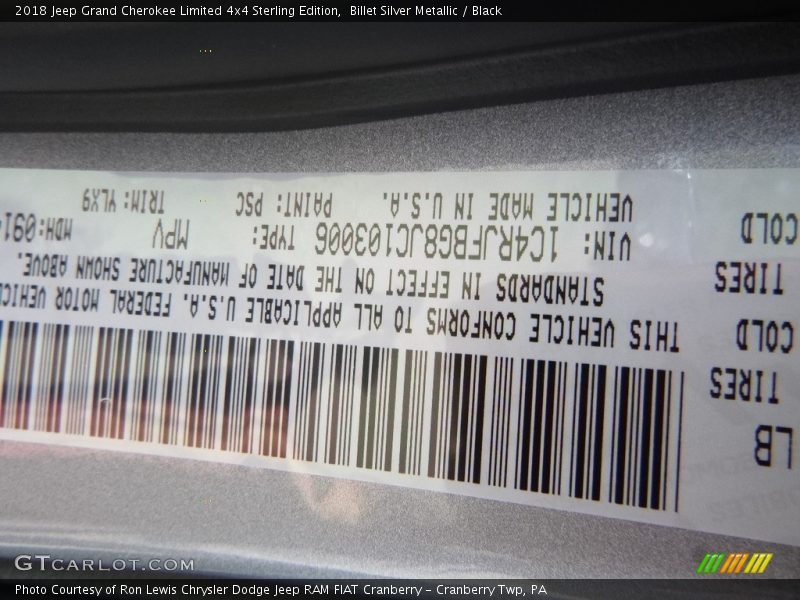 2018 Jeep Grand Cherokee Limited 4x4 Sterling Edition, Billet Silver Metallic / Black
LB
TIRES
COLD
TIRES
COLD
THIS VEHICLE CONFORMS TO ALL APPLICABLE U.S.A. FEDERAL MOTOR VEHICL
STANDARDS IN EFFECT ON THE DATE OF MANUFACTURE SHOWN ABOVE.
VIN: 1C4RJFBG8JC103006 TYPE: MPV MDH:091
VEHICLE MADE IN U.S.A. PAINT: PSC TRIM: YLX9
GTCARLOT.COM
Photo Courtesy of Ron Lewis Chrysler Dodge Jeep RAM FIAT Cranberry – Cranberry Twp, PA